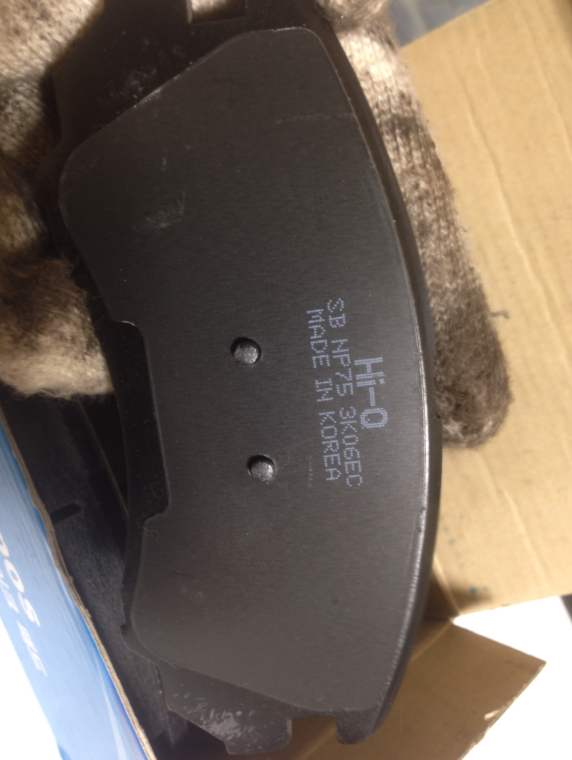 Hi-Q
SB NP75 3K06EC
MADE IN KOREA